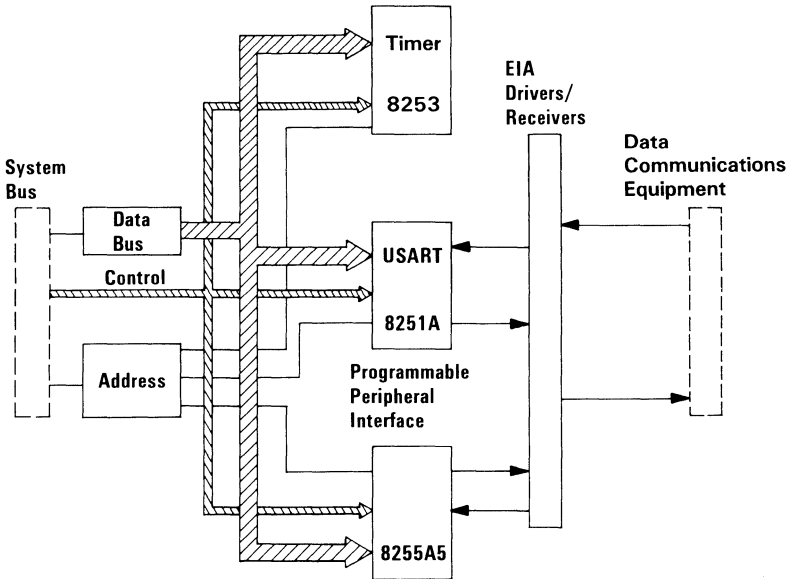 Timer
8253
EIA
Drivers/
Receivers
System
Bus
Data
Communications
Equipment
Data
Bus
USART
Control
8251A
Address
Programmable
Peripheral
Interface
8255A5